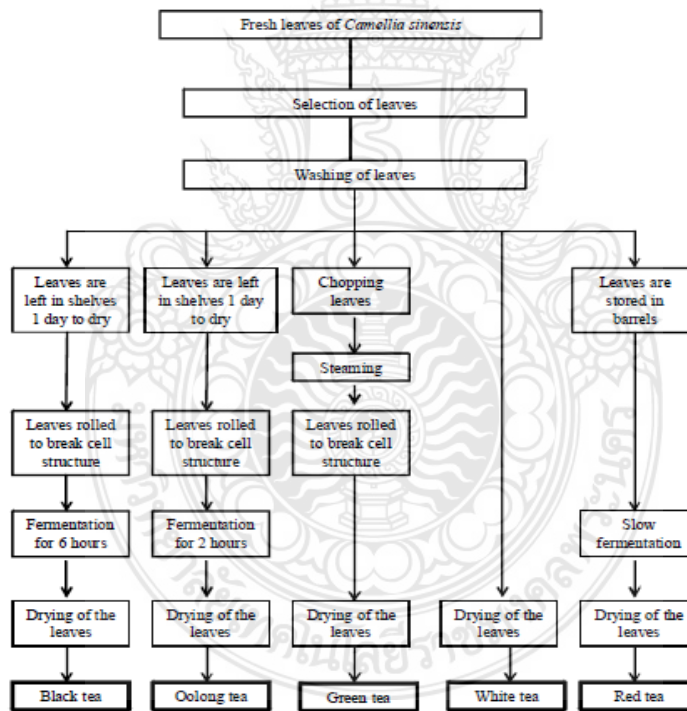 Fresh leaves of Camellia sinensis
Selection of leaves
Washing of leaves
Leaves are
left in shelves
1 day to dry
Leaves are left
in shelves 1 day
to dry
Chopping
leaves
Leaves are
stored in
barrels
Steaming
Leaves rolled
to break cell
structure
Leaves rolled
to break cell
structure
Leaves rolled
to break cell
structure
Fermentation
for 6 hours
Fermentation
for 2 hours
Slow
fermentation
Drying of the
leaves
Drying of the
leaves
Drying of the
leaves
Drying of the
leaves
Drying of the
leaves
Black tea
Oolong tea
Green tea
White tea
Red tea